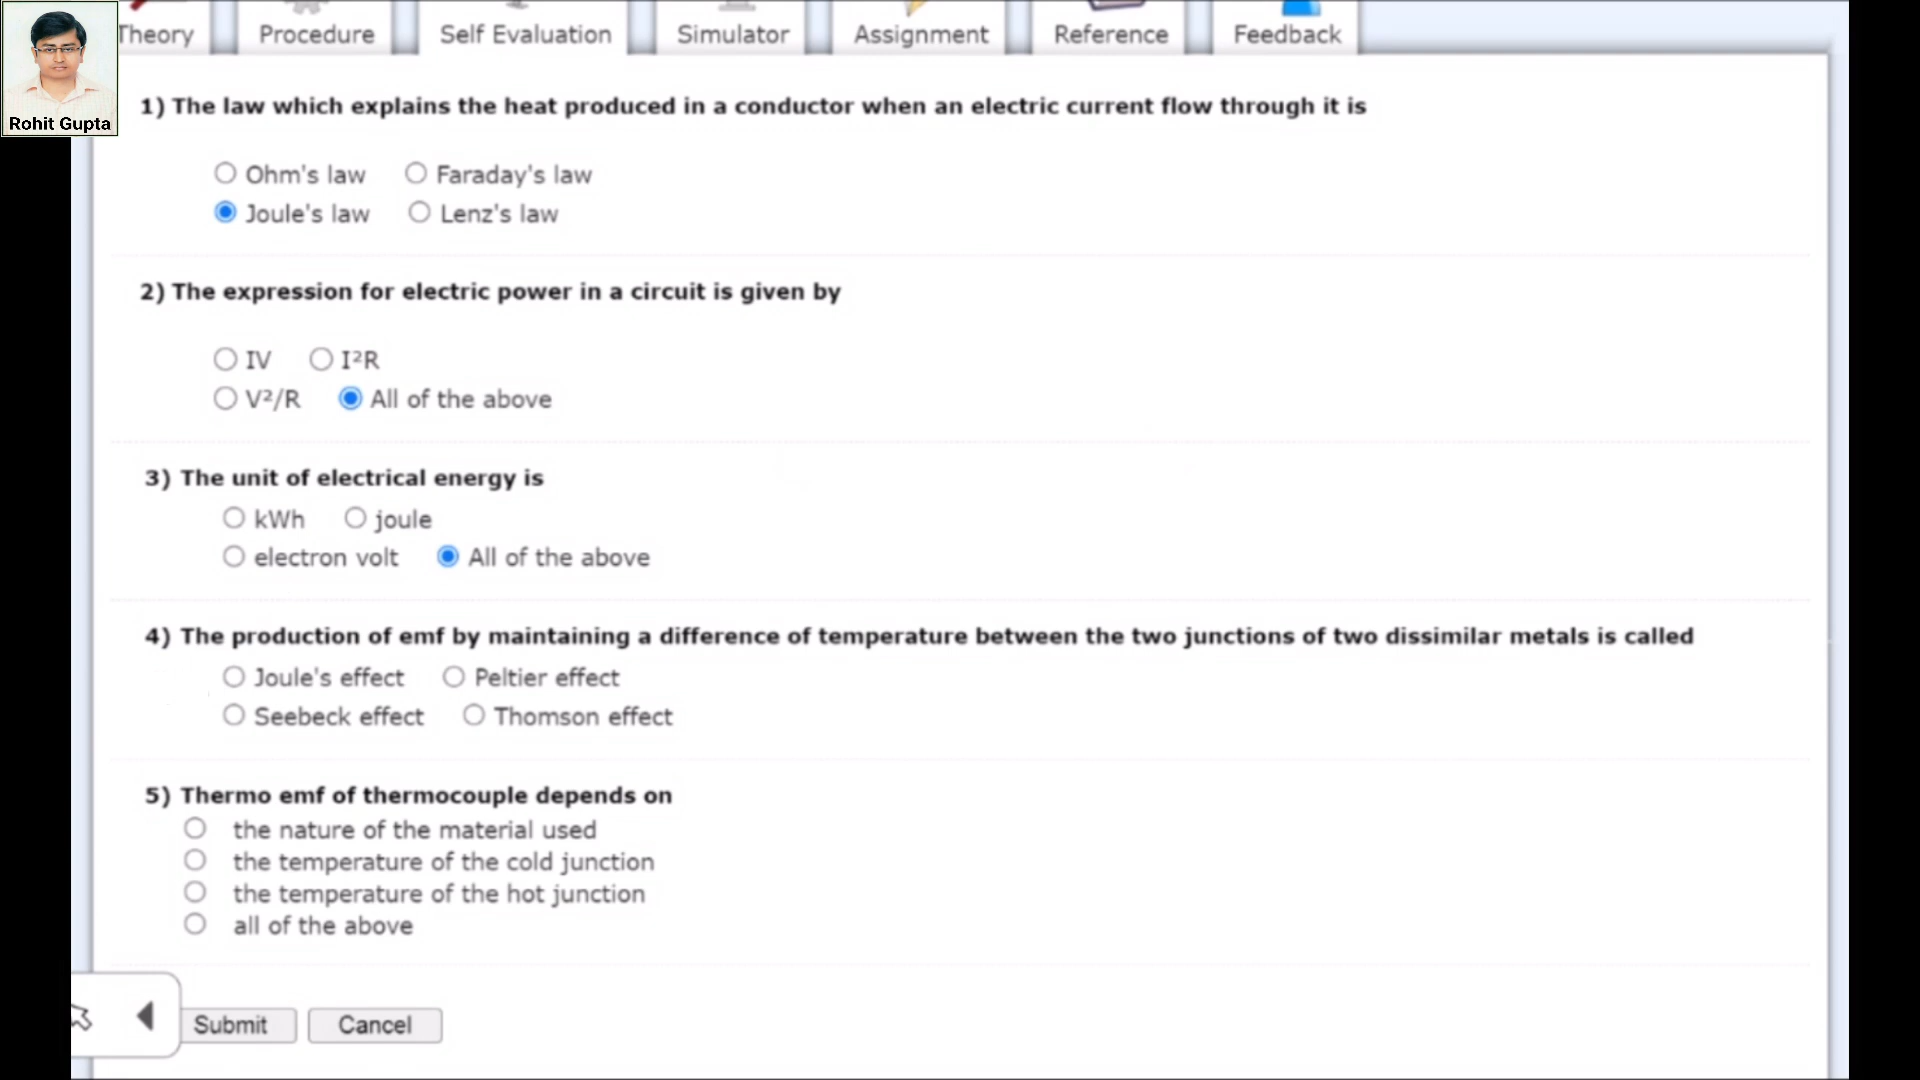 Theory Procedure Self Evaluation Simulator Assignment Reference Feedback
Rohit Gupta
1) The law which explains the heat produced in a conductor when an electric current flow through it is
Ohm's law Faraday's law
Joule's law Lenz's law
2) The expression for electric power in a circuit is given by
IV I²R
V²/R All of the above
3) The unit of electrical energy is
kWh joule
electron volt All of the above
4) The production of emf by maintaining a difference of temperature between the two junctions of two dissimilar metals is called
Joule's effect Peltier effect
Seebeck effect Thomson effect
5) Thermo emf of thermocouple depends on
the nature of the material used
the temperature of the cold junction
the temperature of the hot junction
all of the above
Submit Cancel